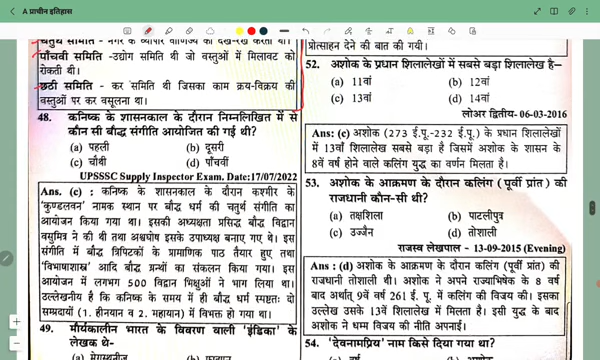 A प्राचीन इतिहास
चतुर्थ समिति - नगर के व्यापार वाणिज्य की देख-रेख करती थी।
पाँचवी समिति -उद्योग समिति थी जो वस्तुओं में मिलावट को
रोकती थी।
छठी समिति - कर समिति थी जिसका काम क्रय-विक्रय की
वस्तुओं पर कर वसूलना था।
48. कनिष्क के शासनकाल के दौरान निम्नलिखित में से
कौन सी बौद्ध संगीति आयोजित की गई थी?
(a) पहली (b) दूसरी
(c) चौथी (d) पाँचवीं
UPSSSC Supply Inspector Exam. Date:17/07/2022
Ans. (c) : कनिष्क के शासनकाल के दौरान कश्मीर के
'कुण्डलवन' नामक स्थान पर बौद्ध धर्म की चतुर्थ संगीति का
आयोजन किया गया था। इसकी अध्यक्षता प्रसिद्ध बौद्ध विद्वान
वसुमित्र ने की थी तथा अश्वघोष इसके उपाध्यक्ष बनाए गए थे। इस
संगीति में बौद्ध त्रिपिटकों के प्रामाणिक पाठ तैयार हुए तथा
'विभाषाशास्त्र' आदि बौद्ध ग्रन्थों का संकलन किया गया। इस
आयोजन में लगभग 500 विद्वान भिक्षुओं ने भाग लिया था।
उल्लेखनीय है कि कनिष्क के समय में ही बौद्ध धर्म स्पष्टतः दो
सम्प्रदायों (1. हीनयान व 2. महायान) में विभक्त हो गया था।
49. मौर्यकालीन भारत के विवरण वाली 'इंडिका' के
लेखक थे-
(a) मेगस्थनीज (b)
प्रोत्साहन देने की बात की गयी।
52. अशोक के प्रधान शिलालेखों में सबसे बड़ा शिलालेख है–
(a) 11वां (b) 12वां
(c) 13वां (d) 14वां
लोअर द्वितीय- 06-03-2016
Ans: (c) अशोक (273 ई.पू.-232 ई.पू.) के प्रधान शिलालेखों
में 13वां शिलालेख सबसे बड़ा है जिसमें अशोक के शासन के
8वें वर्ष होने वाले कलिंग युद्ध का वर्णन मिलता है।
53. अशोक के आक्रमण के दौरान कलिंग (पूर्वी प्रांत) की
राजधानी कौन-सी थी?
(a) तक्षशिला (b) पाटलीपुत्र
(c) उज्जैन (d) तोशाली
राजस्व लेखपाल - 13-09-2015 (Evening)
Ans : (d) अशोक के आक्रमण के दौरान कलिंग (पूर्वी प्रांत) की
राजधानी तोशाली थी। अशोक ने अपने राज्याभिषेक के 8 वर्ष
बाद अर्थात् 9वें वर्ष 261 ई. पू. में कलिंग की विजय की। इसका
उल्लेख उसके 13वें शिलालेख में मिलता है। इसी युद्ध के बाद
अशोक ने धम्म विजय की नीति अपनाई।
54. 'देवनामप्रिय' नाम किसे दिया गया था?
(a) (b)